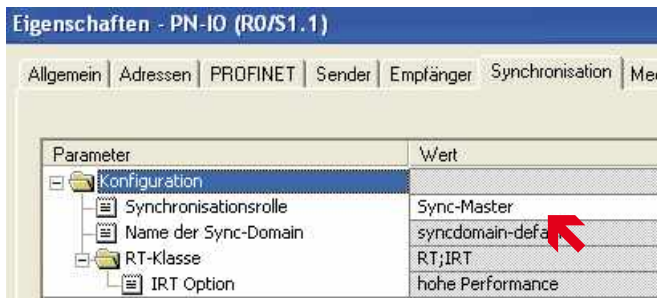 Eigenschaften - PN-IO (R0/S1.1)
Allgemein Adressen PROFINET Sender Empfänger Synchronisation
Parameter Wert
Konfiguration
Synchronisationsrolle Sync-Master
Name der Sync-Domain
RT-Klasse RT;IRT
IRT Option hohe Performance